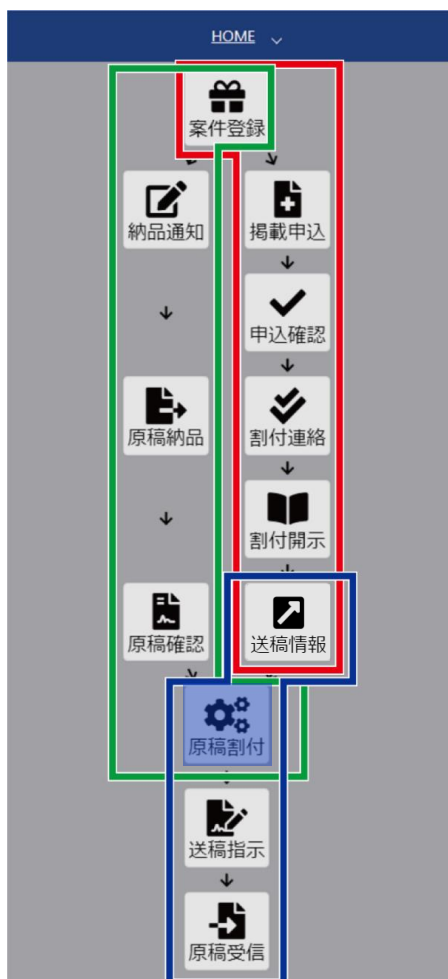 HOME
案件登録
納品通知
掲載申込
申込確認
原稿納品
割付連絡
割付開示
原稿確認
送稿情報
原稿割付
送稿指示
原稿受信